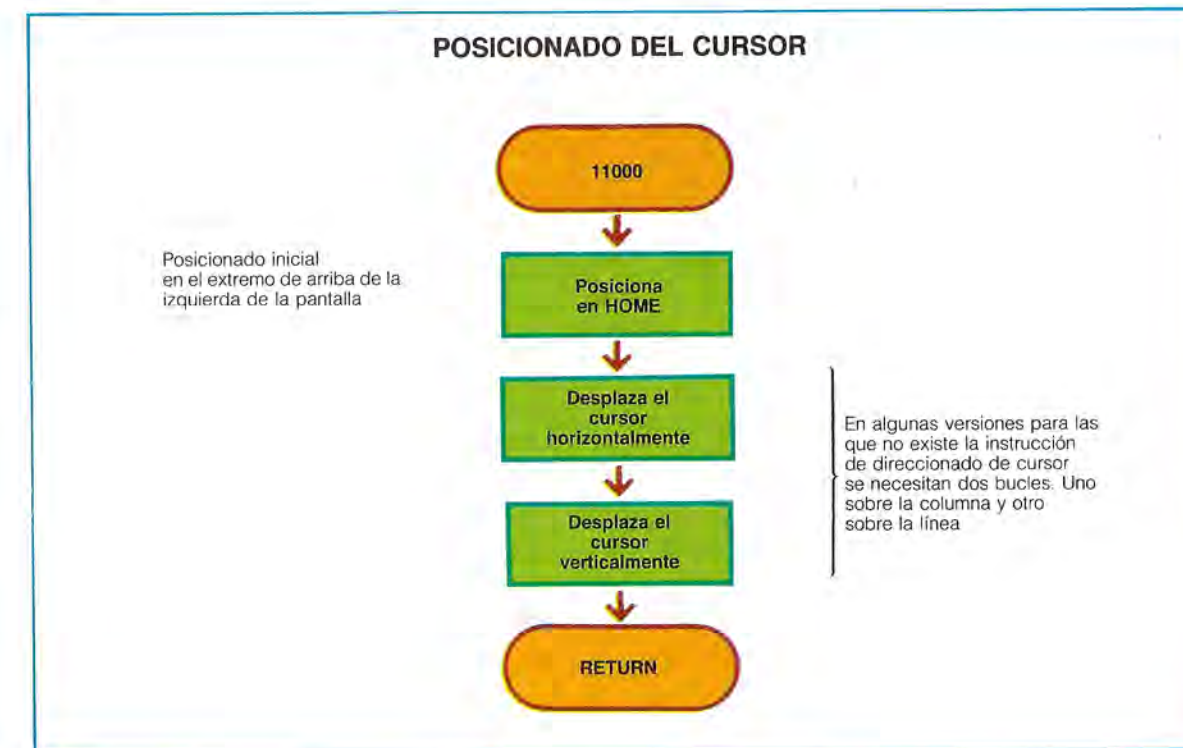 POSICIONADO DEL CURSOR
11000
Posicionado inicial
en el extremo de arriba de la
izquierda de la pantalla
Posiciona
en HOME
Desplaza el
cursor
horizontalmente
En algunas versiones para las
que no existe la instrucción
de direccionado de cursor
se necesitan dos bucles. Uno
sobre la columna y otro
sobre la línea
Desplaza el
cursor
verticalmente
RETURN